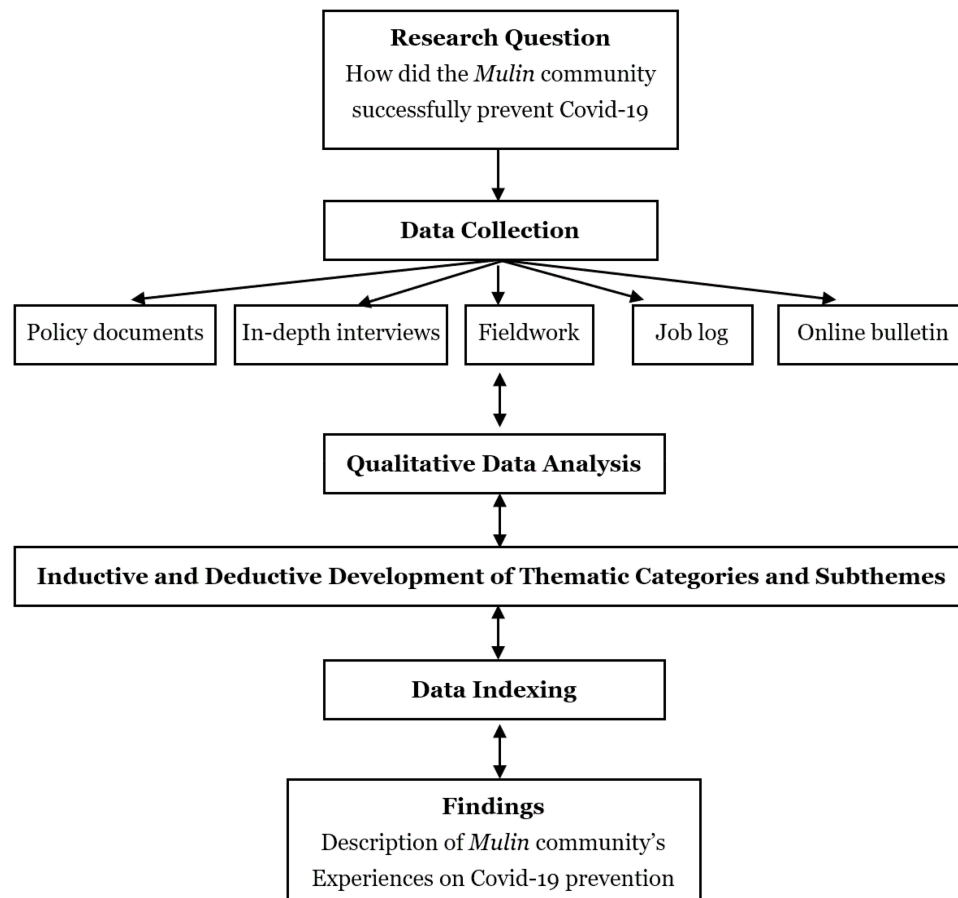 Research Question
How did the Mulin community
successfully prevent Covid-19
Data Collection
Policy documents
In-depth interviews
Fieldwork
Job log
Online bulletin
Qualitative Data Analysis
Inductive and Deductive Development of Thematic Categories and Subthemes
Data Indexing
Findings
Description of Mulin community’s
Experiences on Covid-19 prevention